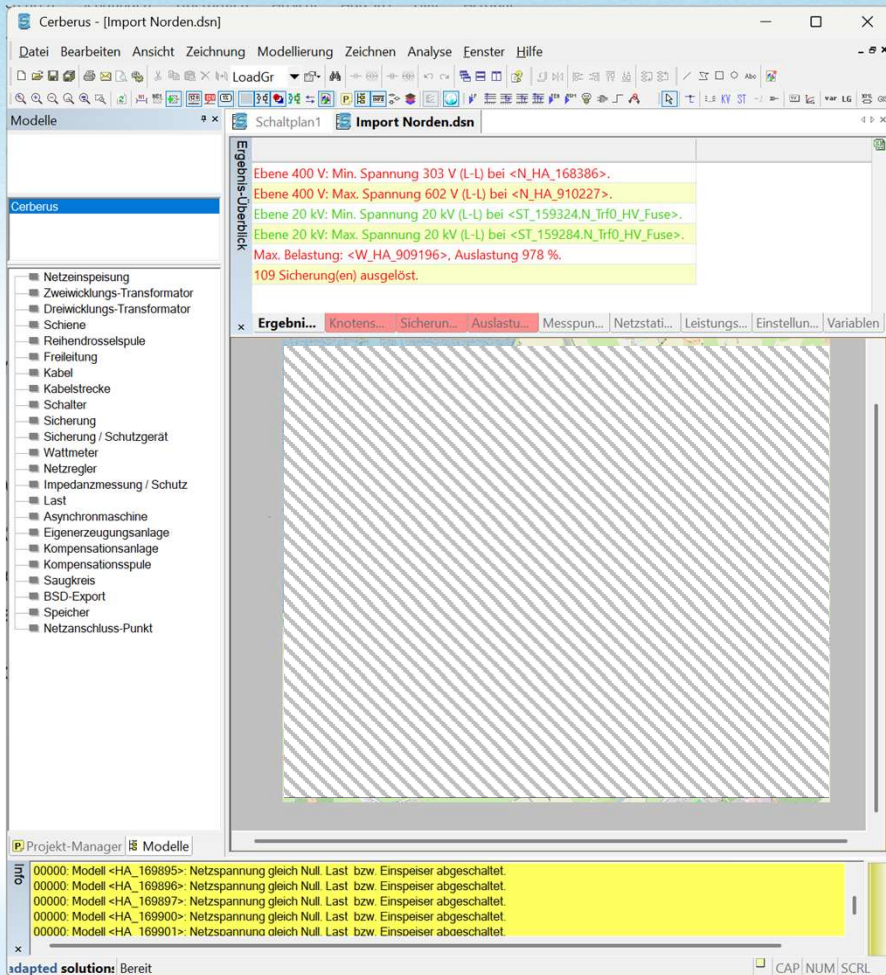 Cerberus - [Import Norden.dsn]
Datei Bearbeiten Ansicht Zeichnung Modellierung Zeichnen Analyse Fenster Hilfe
LoadGr
Abc
KV ST var LG
Modelle
Schaltplan1 Import Norden.dsn
Ergebnis-Überblick
Ebene 400 V: Min. Spannung 303 V (L-L) bei <N_HA_168386>.
Ebene 400 V: Max. Spannung 602 V (L-L) bei <N_HA_910227>.
Ebene 20 kV: Min. Spannung 20 kV (L-L) bei <ST_159324.N_Trf0_HV_Fuse>.
Ebene 20 kV: Max. Spannung 20 kV (L-L) bei <ST_159284.N_Trf0_HV_Fuse>.
Max. Belastung: <W_HA_909196>, Auslastung 978 %.
109 Sicherung(en) ausgelöst.
Ergebni... Knotens... Sicherun... Auslastu... Messpun... Netzstati... Leistungs... Einstellun... Variablen
Cerberus
Netzeinspeisung
Zweiwicklungs-Transformator
Dreiwicklungs-Transformator
Schiene
Reihendrosselspule
Freileitung
Kabel
Kabelstrecke
Schalter
Sicherung
Sicherung / Schutzgerät
Wattmeter
Netzregler
Impedanzmessung / Schutz
Last
Asynchronmaschine
Eigenerzeugungsanlage
Kompensationsanlage
Kompensationsspule
Saugkreis
BSD-Export
Speicher
Netzanschluss-Punkt
Projekt-Manager Modelle
Info
00000: Modell <HA_169895>: Netzspannung gleich Null. Last bzw. Einspeiser abgeschaltet.
00000: Modell <HA_169896>: Netzspannung gleich Null. Last bzw. Einspeiser abgeschaltet.
00000: Modell <HA_169897>: Netzspannung gleich Null. Last bzw. Einspeiser abgeschaltet.
00000: Modell <HA_169900>: Netzspannung gleich Null. Last bzw. Einspeiser abgeschaltet.
00000: Modell <HA_169901>: Netzspannung gleich Null. Last bzw. Einspeiser abgeschaltet.
adapted solution: Bereit
CAP NUM SCRL